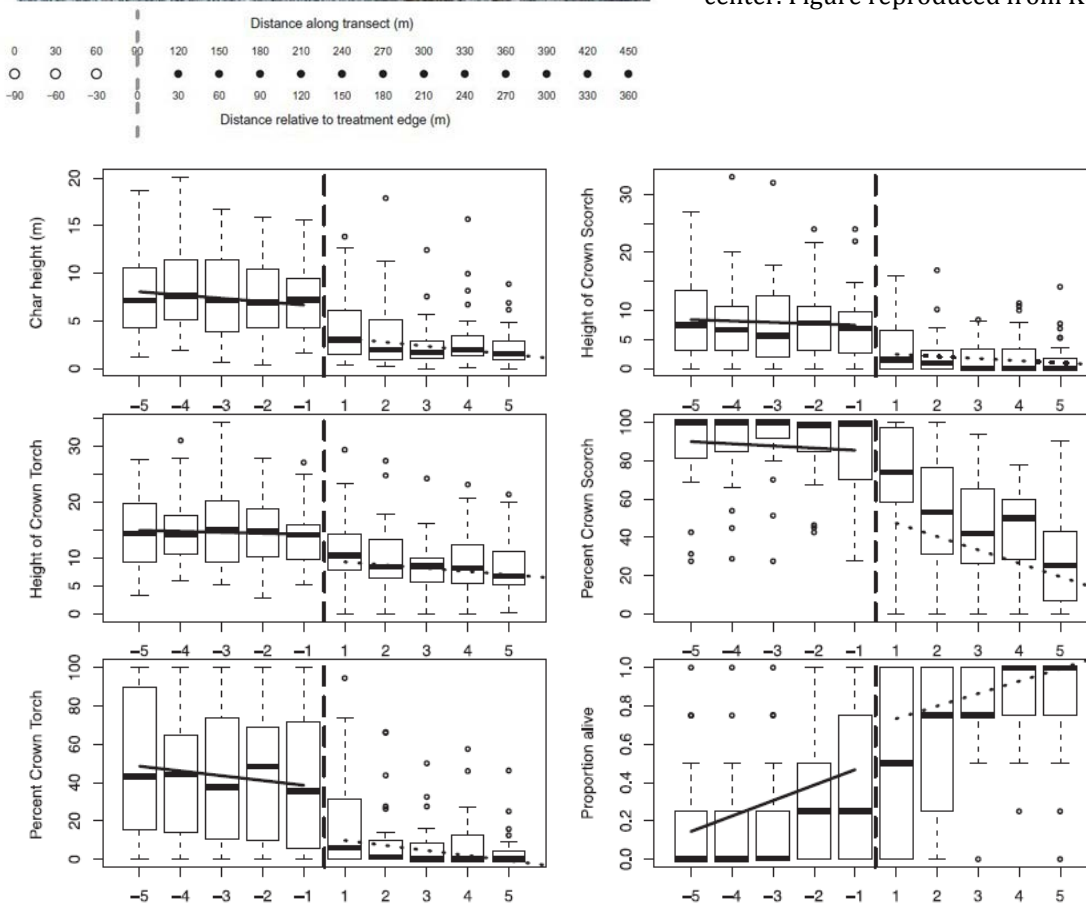 center. Figure reproduced from
Distance along transect (m)
0 30 60 90 120 150 180 210 240 270 300 330 360 390 420 450
-90 -60 -30 0 30 60 90 120 150 180 210 240 270 300 330 360
Distance relative to treatment edge (m)
Char height (m)
20
15
10
5
0
-5 -4 -3 -2 -1 1 2 3 4 5
Height of Crown Scorch
30
20
10
5
0
-5 -4 -3 -2 -1 1 2 3 4 5
Height of Crown Torch
30
20
10
5
0
-5 -4 -3 -2 -1 1 2 3 4 5
Percent Crown Scorch
100
80
60
40
20
0
-5 -4 -3 -2 -1 1 2 3 4 5
Percent Crown Torch
100
80
60
40
20
0
-5 -4 -3 -2 -1 1 2 3 4 5
Proportion alive
1.0
0.8
0.6
0.4
0.2
0.0
-5 -4 -3 -2 -1 1 2 3 4 5